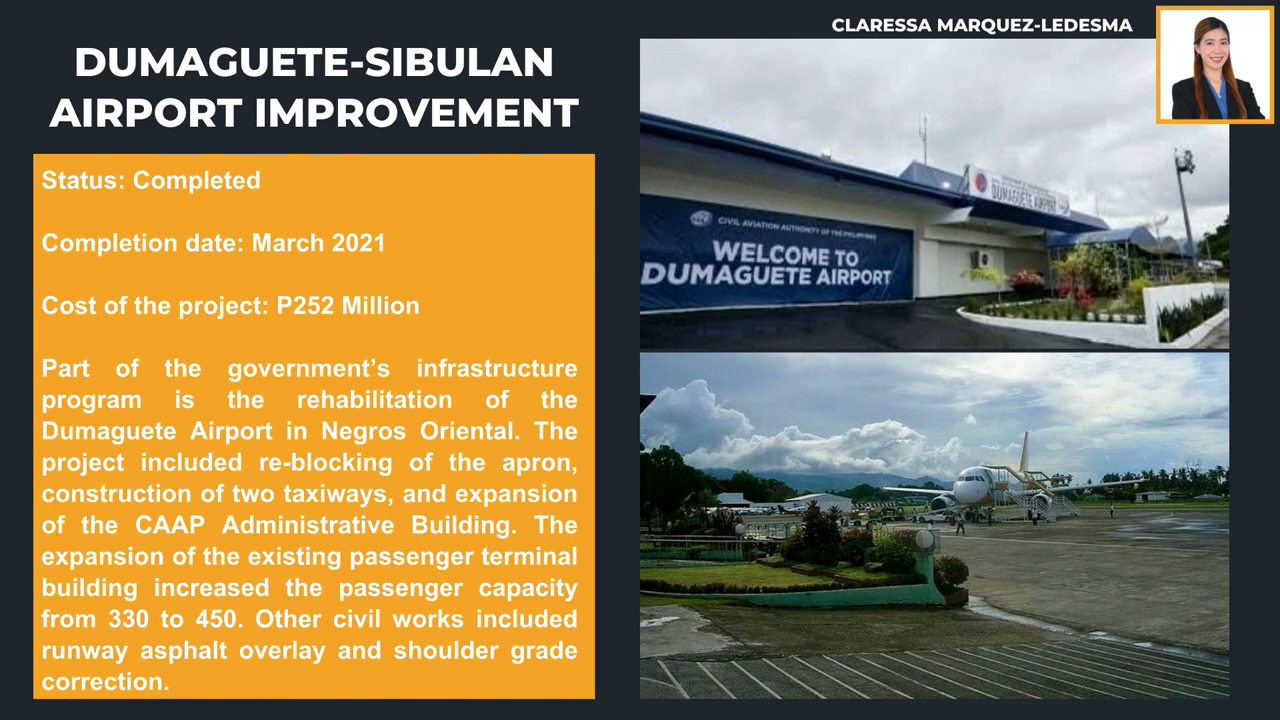 CLARESSA MARQUEZ-LEDESMA
DUMAGUETE-SIBULAN
AIRPORT IMPROVEMENT
Status: Completed
Completion date: March 2021
Cost of the project: P252 Million
Part of the government’s infrastructure
program is the rehabilitation of the
Dumaguete Airport in Negros Oriental. The
project included re-blocking of the apron,
construction of two taxiways, and expansion
of the CAAP Administrative Building. The
expansion of the existing passenger terminal
building increased the passenger capacity
from 330 to 450. Other civil works included
runway asphalt overlay and shoulder grade
correction.
DUMAGUETE AIRPORT
CIVIL AVIATION AUTHORITY OF THE PHILIPPINES
WELCOME TO
DUMAGUETE AIRPORT